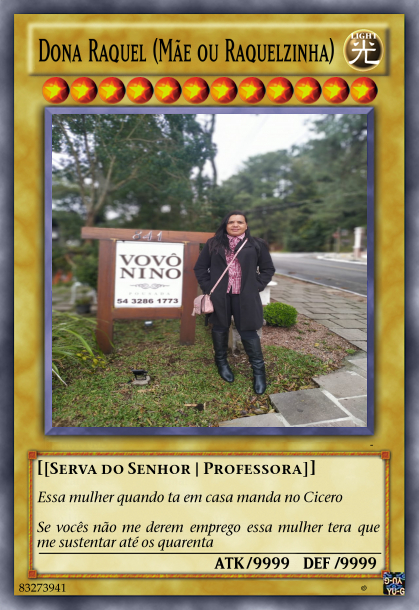 Dona Raquel (Mãe ou Raquelzinha)
LIGHT
光
VOVÔ
NINO
54 3286 1773
[[Serva do Senhor | Professora]]
Essa mulher quando ta em casa manda no Cicero
Se vocês não me derem emprego essa mulher tera que
me sustentar até os quarenta
ATK/9999 DEF/9999
83273941